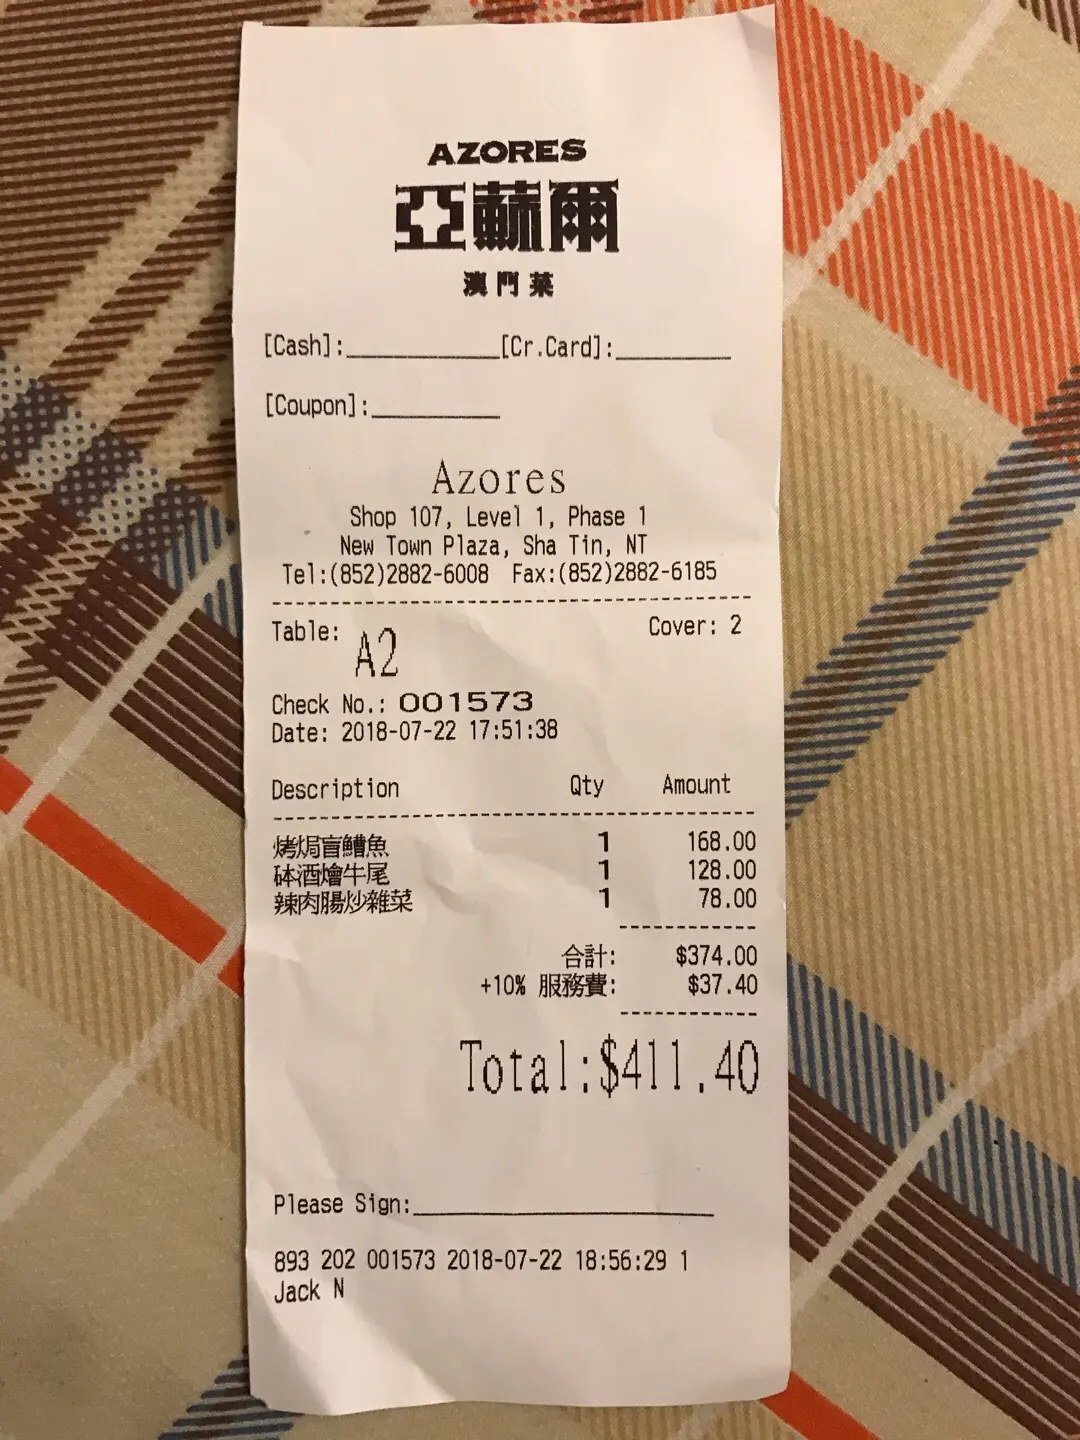 AZORES
亞蘇爾
澳門菜
[Cash]:____________[Cr.Card]:_________
[Coupon]:__________
Azores
Shop 107, Level 1, Phase 1
New Town Plaza, Sha Tin, NT
Tel:(852)2882-6008 Fax:(852)2882-6185
Table: A2 Cover: 2
Check No.: 001573
Date: 2018-07-22 17:51:38
Description Qty Amount
烤焗盲鰽魚 1 168.00
砵酒燴牛尾 1 128.00
辣肉腸炒雜菜 1 78.00
合計: $374.00
+10% 服務費: $37.40
Total:$411.40
Please Sign:__________________________
893 202 001573 2018-07-22 18:56:29 1
Jack N